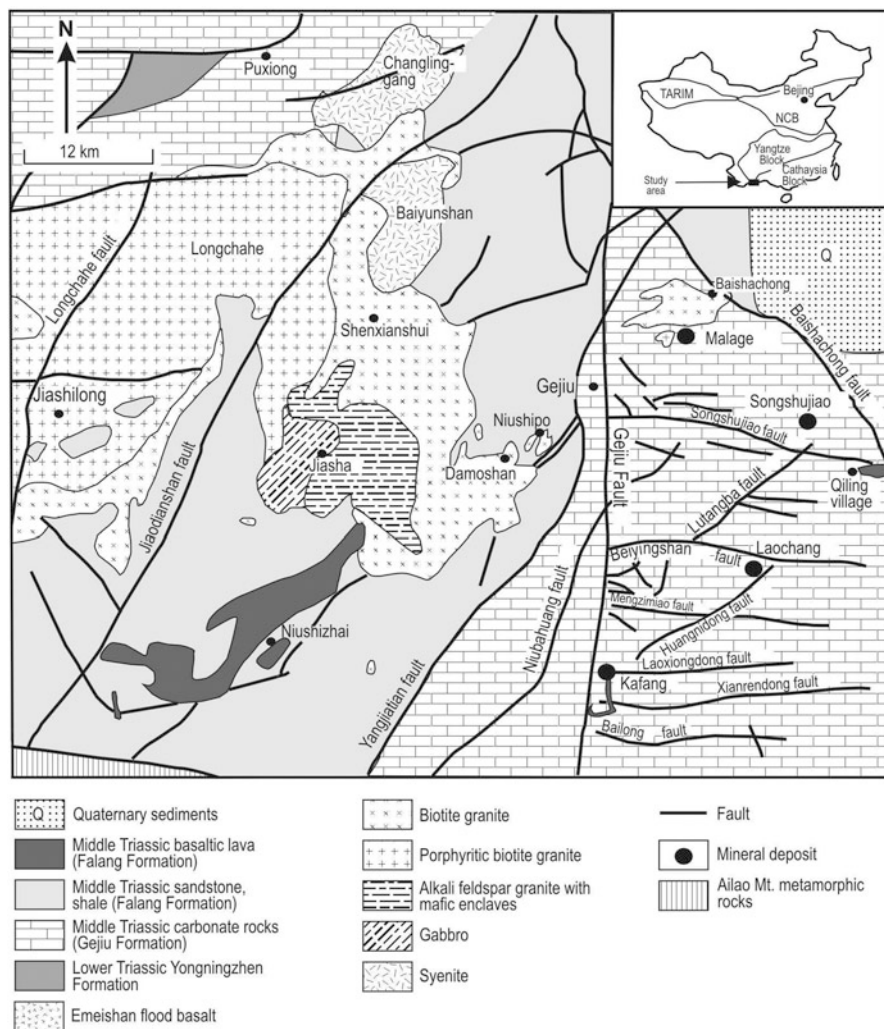 N
12 km
Puxiong
Changling-
gang
TARIM
Bejing
NCB
Yangtze
Block
Cathaysia
Block
Study
area
Longchahe fault
Longchahe
Baiyunshan
Q
Baishachong
Baishachong fault
Shenxianshui
Malage
Jiashilong
Gejiu
Songshujiao
Songshujiao fault
Niushipo
Jiasha
Damoshan
Gejiu Fault
Qiling
village
Lutangba fault
Jiaodianshan fault
Beiyingshan fault
Laochang
Mengzimiao fault
Huangnidong fault
Niubahuang fault
Niushizhai
Laoxiongdong fault
Kafang
Xianrendong fault
Yangjiatian fault
Bailong fault
Q Quaternary sediments
Middle Triassic basaltic lava
(Falang Formation)
Middle Triassic sandstone,
shale (Falang Formation)
Middle Triassic carbonate rocks
(Gejiu Formation)
Lower Triassic Yongningzhen
Formation
Emeishan flood basalt
Biotite granite
Porphyritic biotite granite
Alkali feldspar granite with
mafic enclaves
Gabbro
Syenite
Fault
Mineral deposit
Ailao Mt. metamorphic
rocks